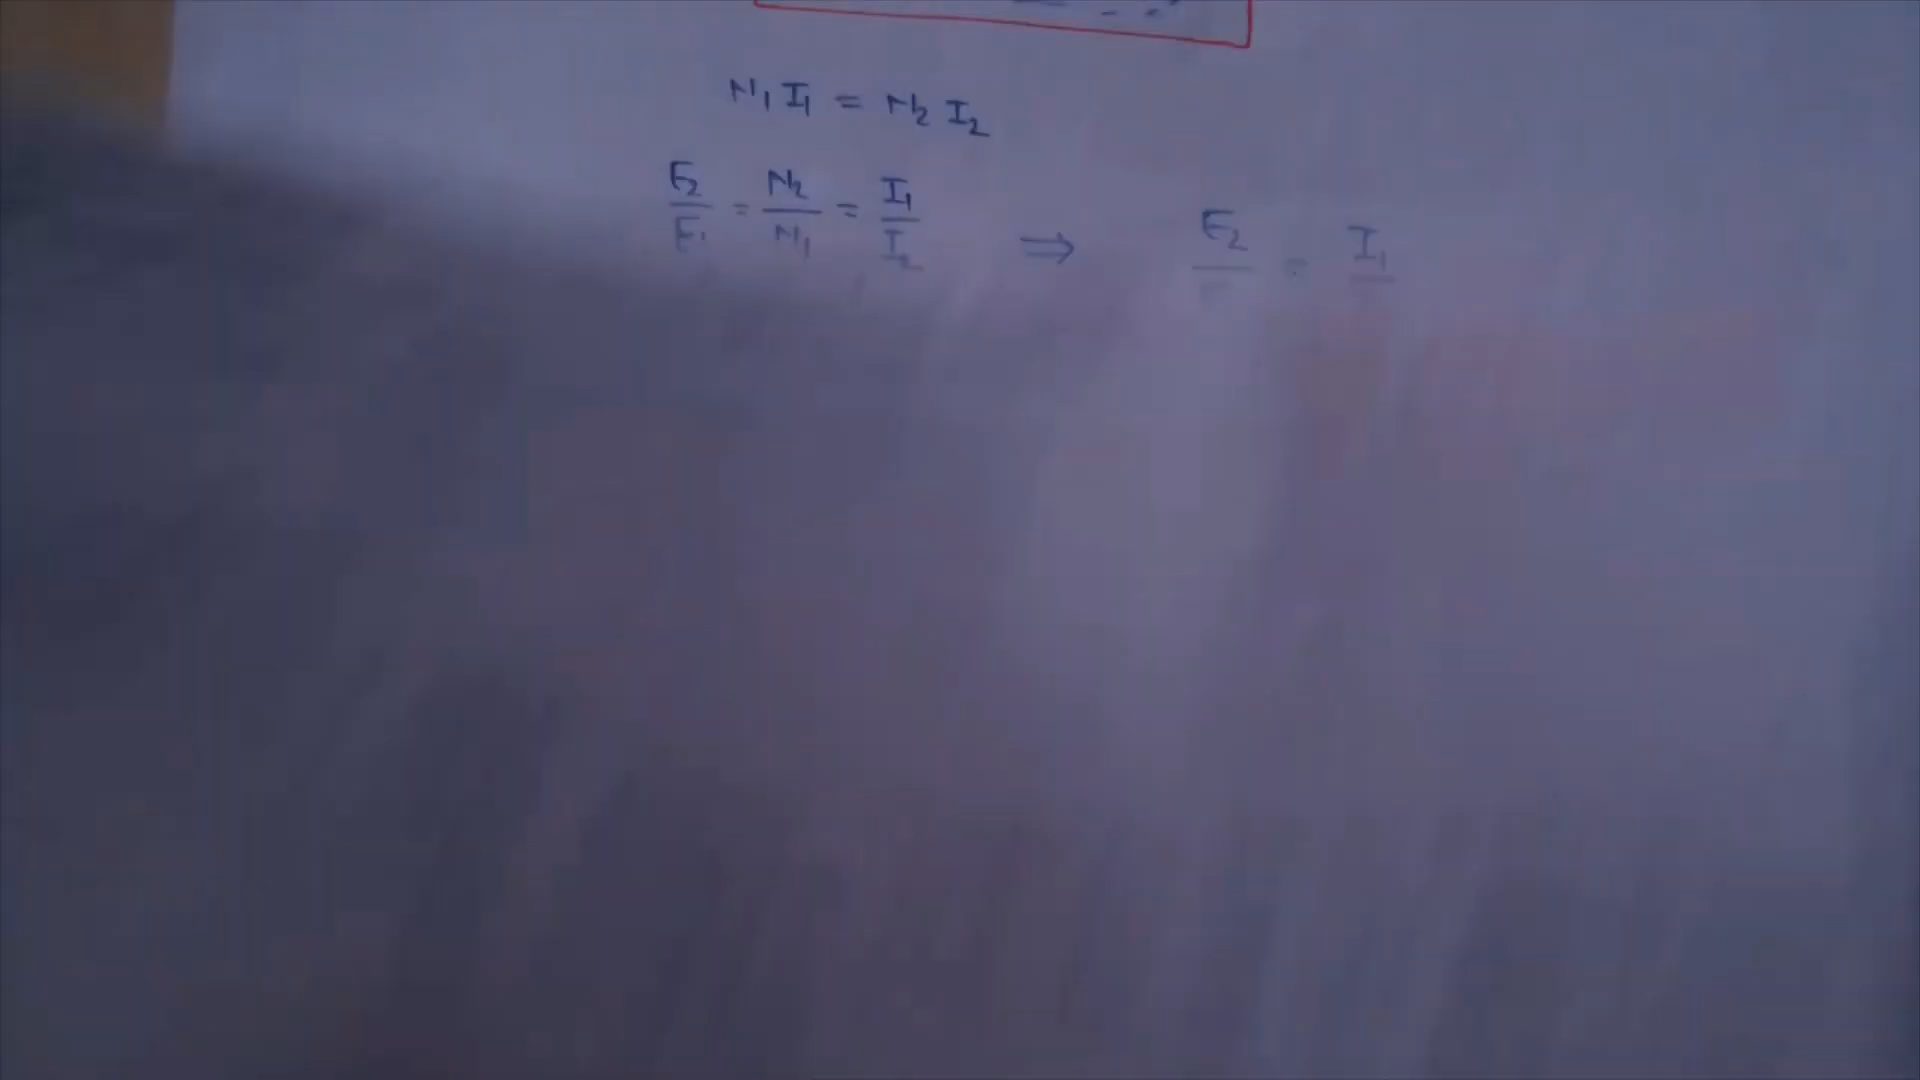 N₁ I₁ = N₂ I₂
E₂/E₁ = N₂/N₁ = I₁/I₂ ⇒ E₂/ = I₁/